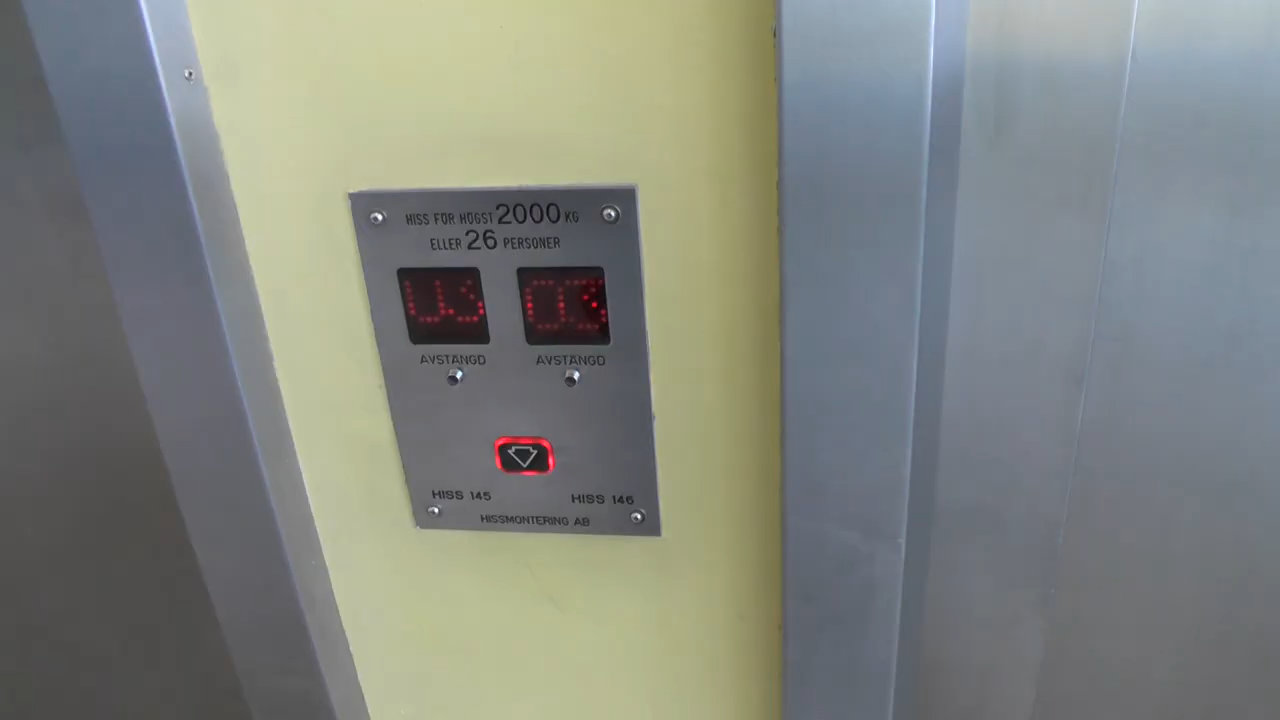 HISS FÖR HÖGST 2000 KG
ELLER 26 PERSONER
AVSTÄNGD AVSTÄNGD
HISS 145 HISS 146
HISSMONTERING AB